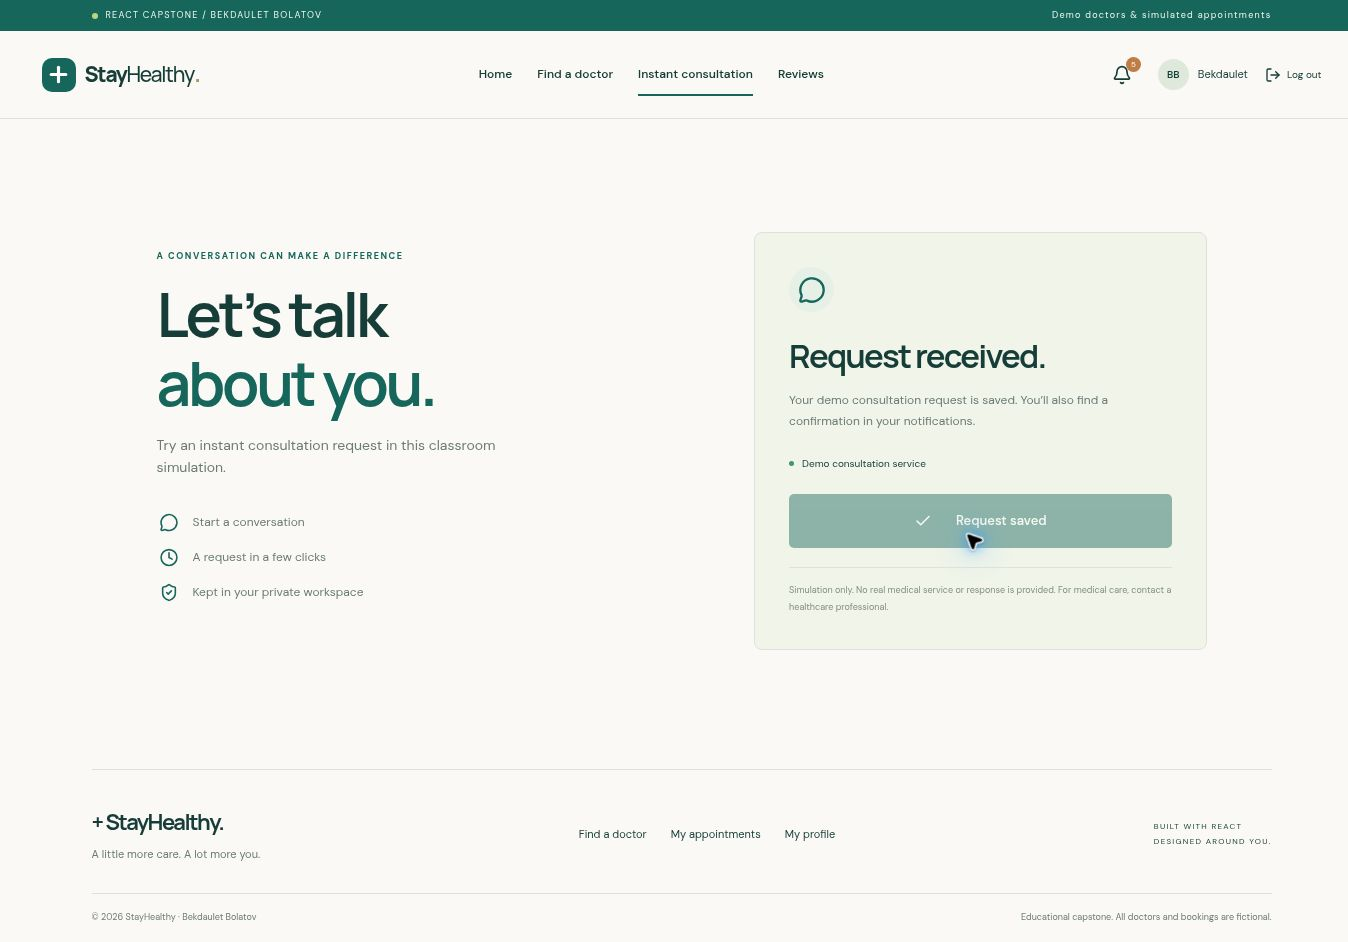 REACT CAPSTONE / BEKDAULET BOLATOV
Demo doctors & simulated appointments
StayHealthy.
Home
Find a doctor
Instant consultation
Reviews
5
BB
Bekdaulet
Log out
A CONVERSATION CAN MAKE A DIFFERENCE
Let’s talk
about you.
Try an instant consultation request in this classroom
simulation.
Start a conversation
A request in a few clicks
Kept in your private workspace
Request received.
Your demo consultation request is saved. You’ll also find a
confirmation in your notifications.
Demo consultation service
Request saved
Simulation only. No real medical service or response is provided. For medical care, contact a
healthcare professional.
+ StayHealthy.
A little more care. A lot more you.
Find a doctor
My appointments
My profile
BUILT WITH REACT
DESIGNED AROUND YOU.
© 2026 StayHealthy · Bekdaulet Bolatov
Educational capstone. All doctors and bookings are fictional.